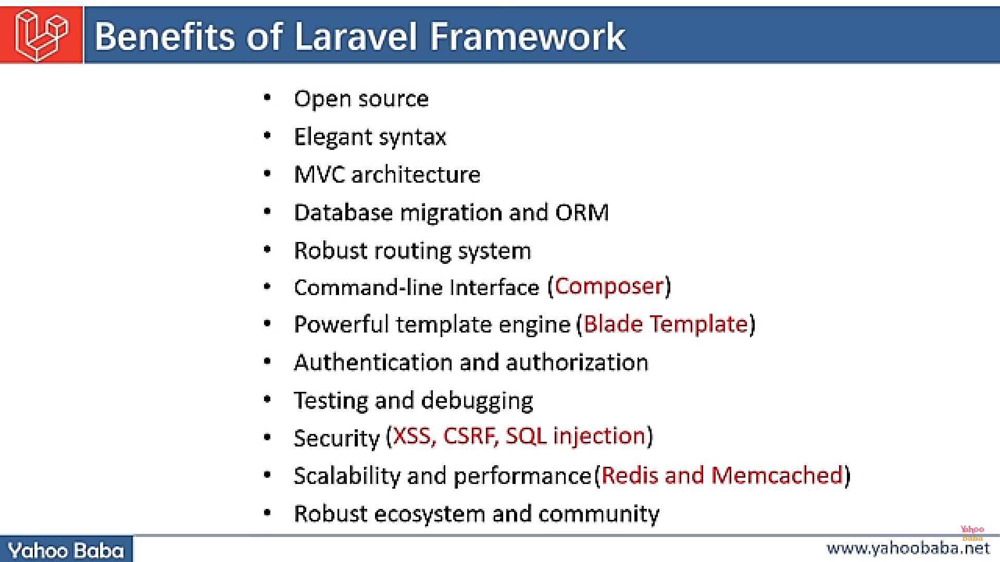 Benefits of Laravel Framework
• Open source
• Elegant syntax
• MVC architecture
• Database migration and ORM
• Robust routing system
• Command-line Interface (Composer)
• Powerful template engine (Blade Template)
• Authentication and authorization
• Testing and debugging
• Security (XSS, CSRF, SQL injection)
• Scalability and performance(Redis and Memcached)
• Robust ecosystem and community
Yahoo
Baba
Yahoo Baba
www.yahoobaba.net